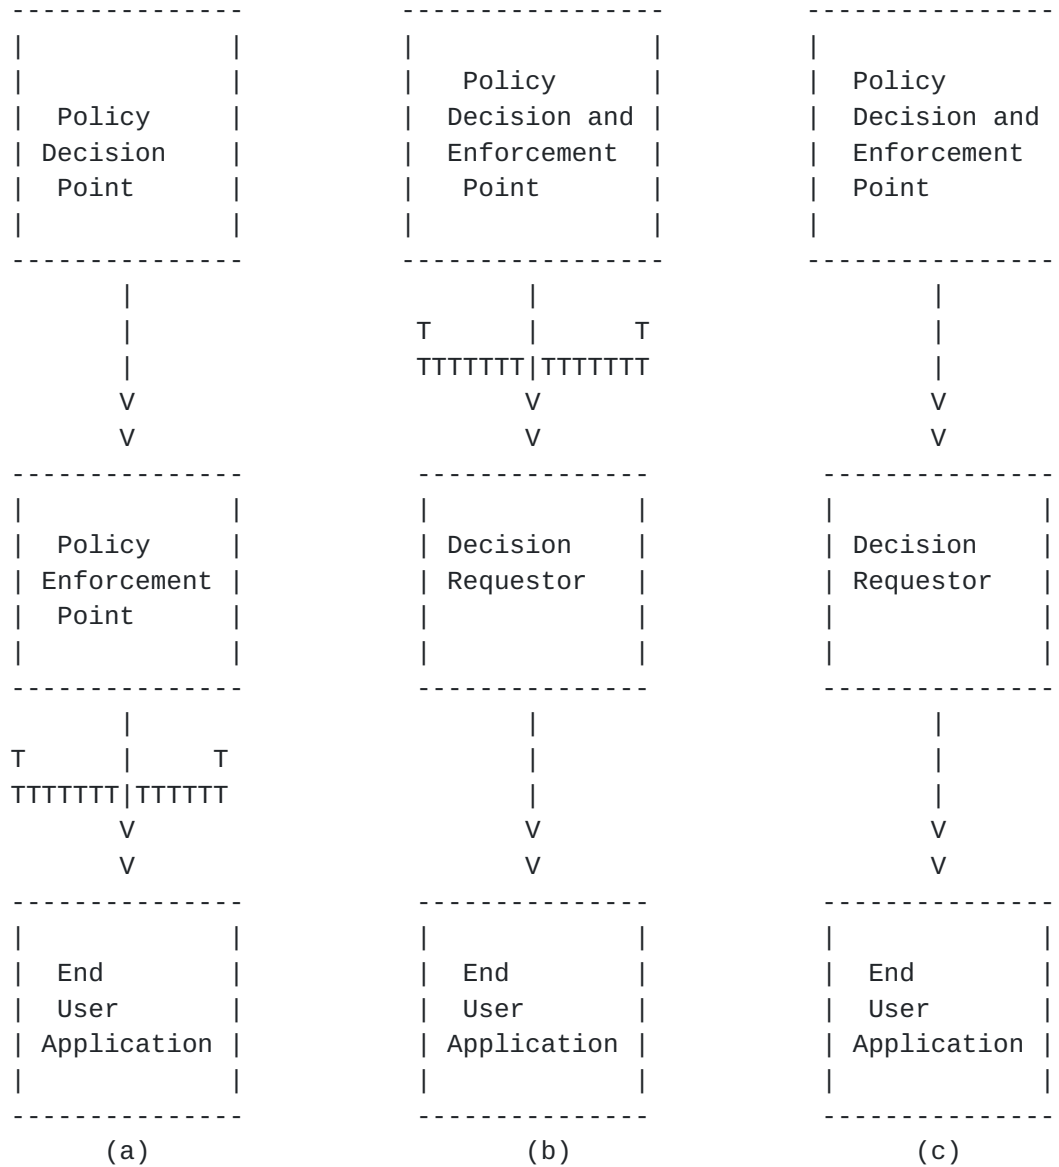 ---------------          -----------------         ----------------
|              |          |               |         |
|              |          |   Policy      |         |  Policy
|  Policy      |          |  Decision and |         |  Decision and
| Decision     |          |  Enforcement  |         |  Enforcement
|  Point       |          |   Point       |         |  Point
|              |          |               |         |
---------------          -----------------         ----------------
       |                         |                         |
       |                  T      |      T                  |
       |                  TTTTTTT|TTTTTTT                  |
       V                         V                         V
       V                         V                         V
---------------           ---------------           ---------------
|              |          |             |           |             |
|  Policy      |          | Decision    |           | Decision    |
| Enforcement  |          | Requestor   |           | Requestor   |
|  Point       |          |             |           |             |
|              |          |             |           |             |
---------------           ---------------           ---------------
       |                         |                         |
T      |     T                   |                         |
TTTTTTT|TTTTTT                   |                         |
       V                         V                         V
       V                         V                         V
---------------           ---------------           ---------------
|              |          |             |           |             |
|  End         |          |  End        |           |  End        |
|  User        |          |  User       |           |  User       |
| Application  |          | Application |           | Application |
|              |          |             |           |             |
---------------           ---------------           ---------------
      (a)                       (b)                       (c)